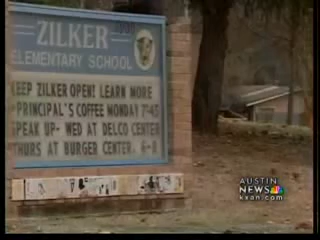 ZILKER
ELEMENTARY SCHOOL
KEEP ZILKER OPEN! LEARN MORE
PRINCIPAL'S COFFEE MONDAY 7:45
SPEAK UP- WED AT DELCO CENTER
THURS AT BURGER CENTER, 6-8
AUSTIN
NEWS
kxan.com